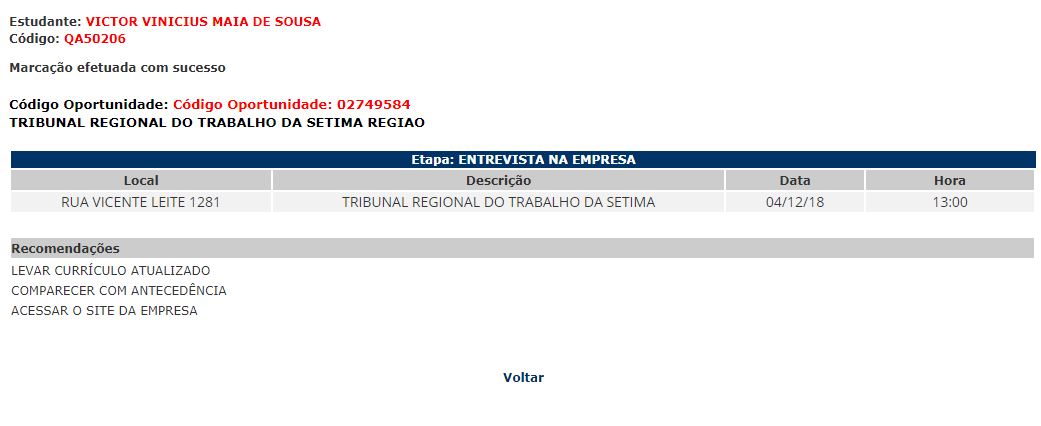 Estudante: VICTOR VINICIUS MAIA DE SOUSA
Código: QA50206
Marcação efetuada com sucesso
Código Oportunidade: Código Oportunidade: 02749584
TRIBUNAL REGIONAL DO TRABALHO DA SETIMA REGIAO
Etapa: ENTREVISTA NA EMPRESA
Local Descrição Data Hora
RUA VICENTE LEITE 1281 TRIBUNAL REGIONAL DO TRABALHO DA SETIMA 04/12/18 13:00
Recomendações
LEVAR CURRÍCULO ATUALIZADO
COMPARECER COM ANTECEDÊNCIA
ACESSAR O SITE DA EMPRESA
Voltar